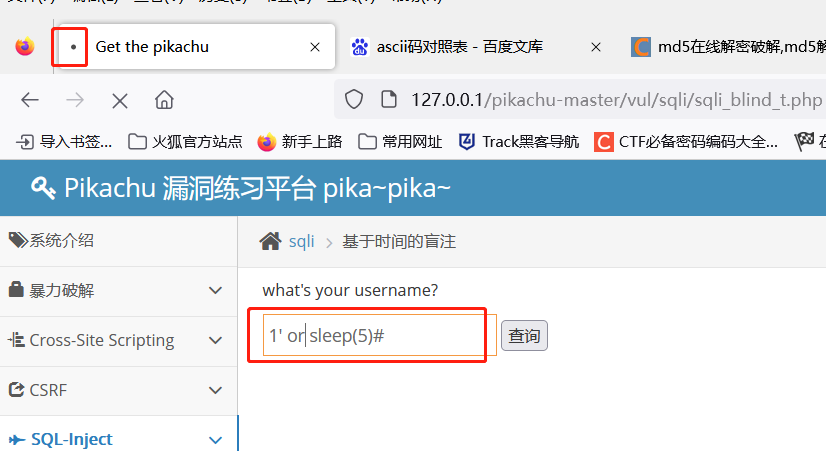 Get the pikachu
ascii码对照表 - 百度文库
md5在线解密破解,md5解
127.0.0.1/pikachu-master/vul/sqli/sqli_blind_t.php
导入书签...
火狐官方站点
新手上路
常用网址
Track黑客导航
CTF必备密码编码大全...
Pikachu 漏洞练习平台 pika~pika~
系统介绍
sqli
基于时间的盲注
暴力破解
what's your username?
1' or sleep(5)#
查询
Cross-Site Scripting
CSRF
SQL-Inject